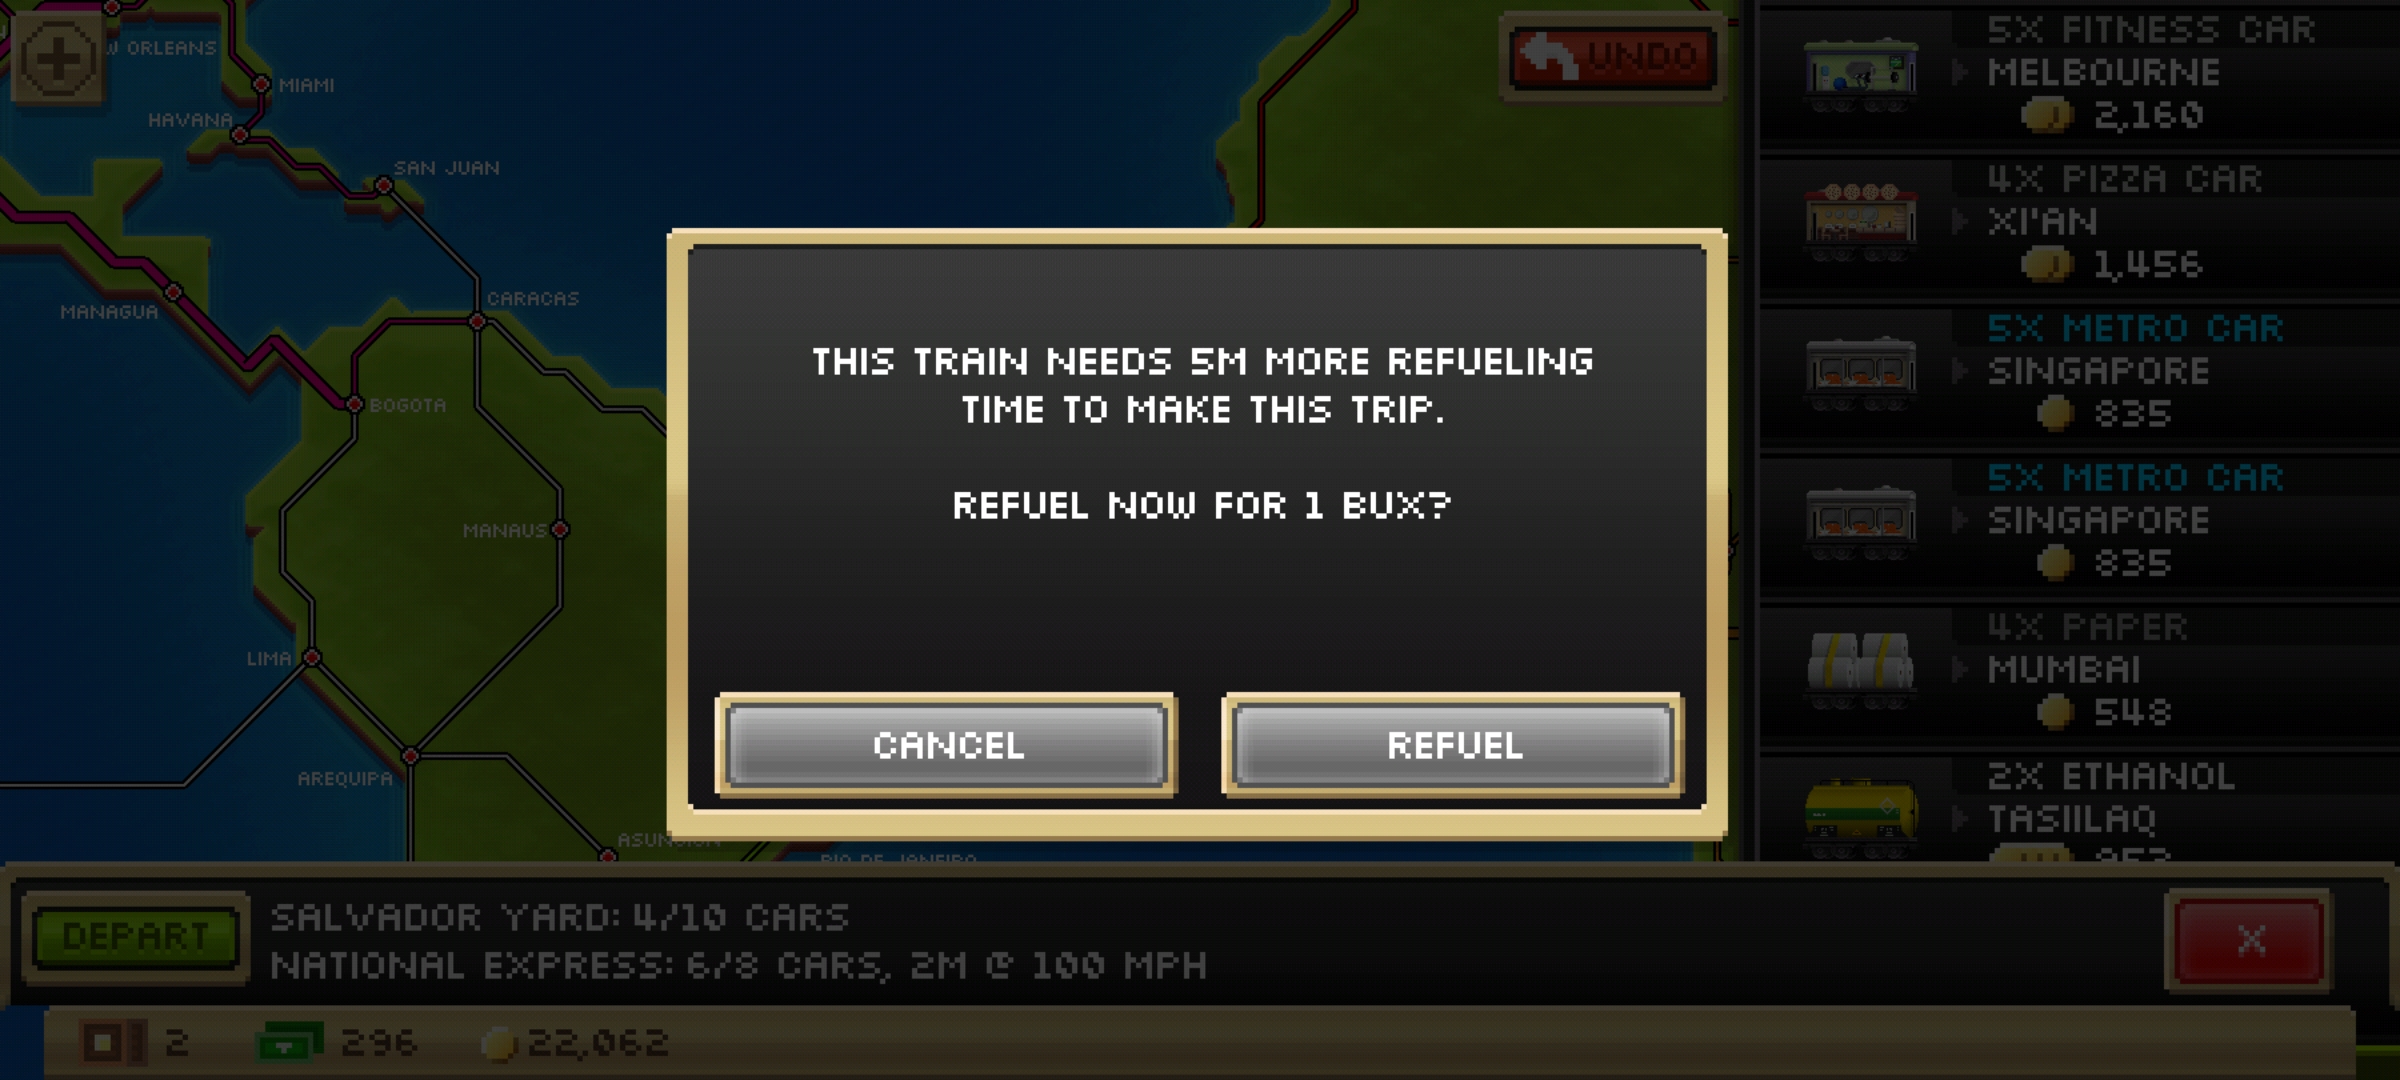 W ORLEANS
MIAMI
HAVANA
SAN JUAN
CARACAS
MANAGUA
BOGOTA
MANAUS
LIMA
AREQUIPA
ASUNCION
RIO DE JANEIRO
UNDO
THIS TRAIN NEEDS 5M MORE REFUELING
TIME TO MAKE THIS TRIP.
REFUEL NOW FOR 1 BUX?
CANCEL
REFUEL
5X FITNESS CAR
MELBOURNE
2,160
4X PIZZA CAR
XI'AN
1,456
5X METRO CAR
SINGAPORE
835
5X METRO CAR
SINGAPORE
835
4X PAPER
MUMBAI
548
2X ETHANOL
TASIILAQ
DEPART
SALVADOR YARD: 4/10 CARS
NATIONAL EXPRESS: 6/8 CARS, 2M @ 100 MPH
X
2
296
22,062